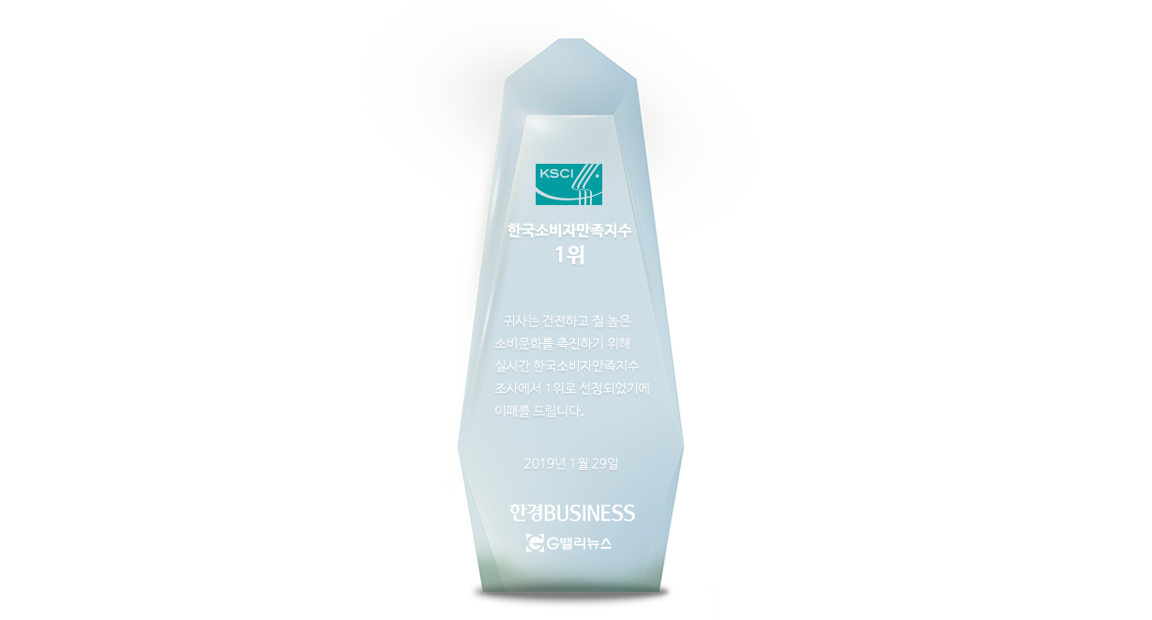 KSCI
한국소비자만족지수
1위
귀사는 건전하고 질 높은
소비문화를 촉진하기 위해
실시간 한국소비자만족지수
조사에서 1위로 선정되었기에
이패를 드립니다.
2019년 1월 29일
한경BUSINESS
G밸리뉴스